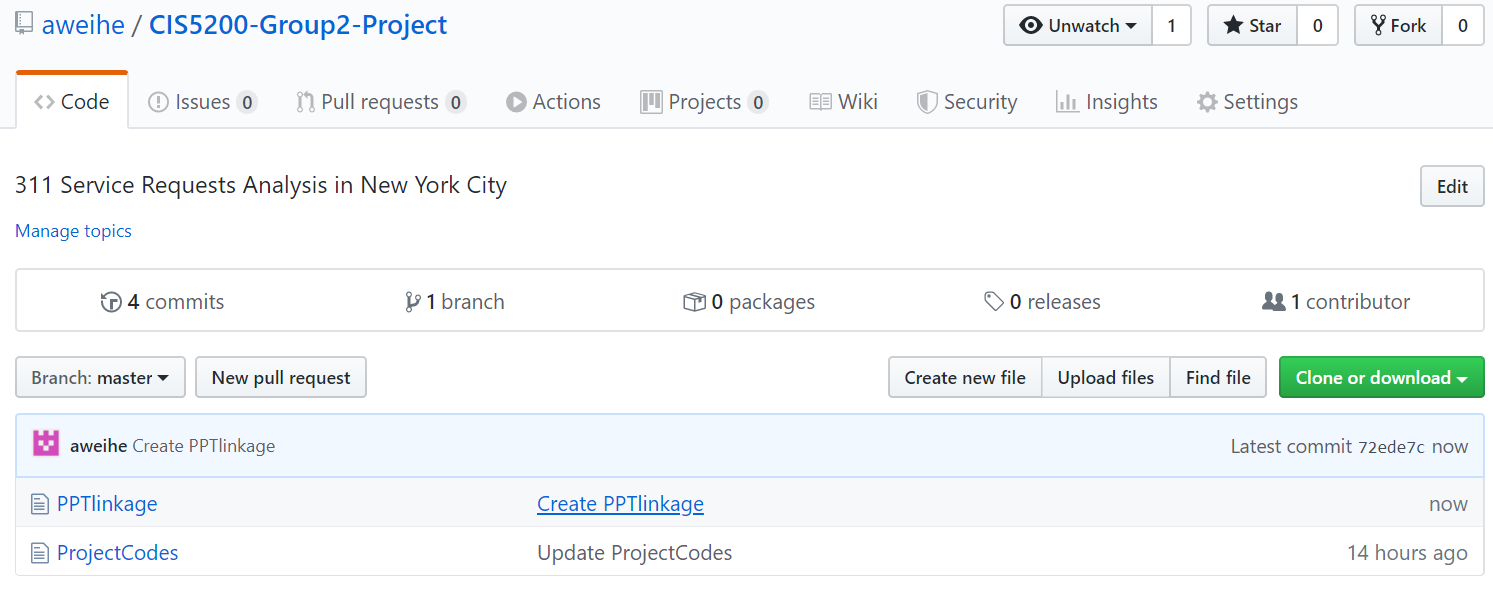 aweihe / CIS5200-Group2-Project Unwatch 1 Star 0 Fork 0
Code Issues 0 Pull requests 0 Actions Projects 0 Wiki Security Insights Settings
311 Service Requests Analysis in New York City Edit
Manage topics
4 commits 1 branch 0 packages 0 releases 1 contributor
Branch: master New pull request Create new file Upload files Find file Clone or download
aweihe Create PPTlinkage Latest commit 72ede7c now
PPTlinkage Create PPTlinkage now
ProjectCodes Update ProjectCodes 14 hours ago